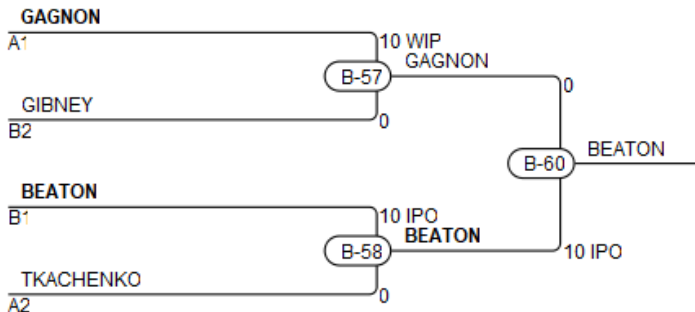 GAGNON
A1
10 WIP
B-57
GAGNON
0
GIBNEY
B2
0
B-60
BEATON
BEATON
B1
10 IPO
B-58
BEATON
10 IPO
TKACHENKO
A2
0